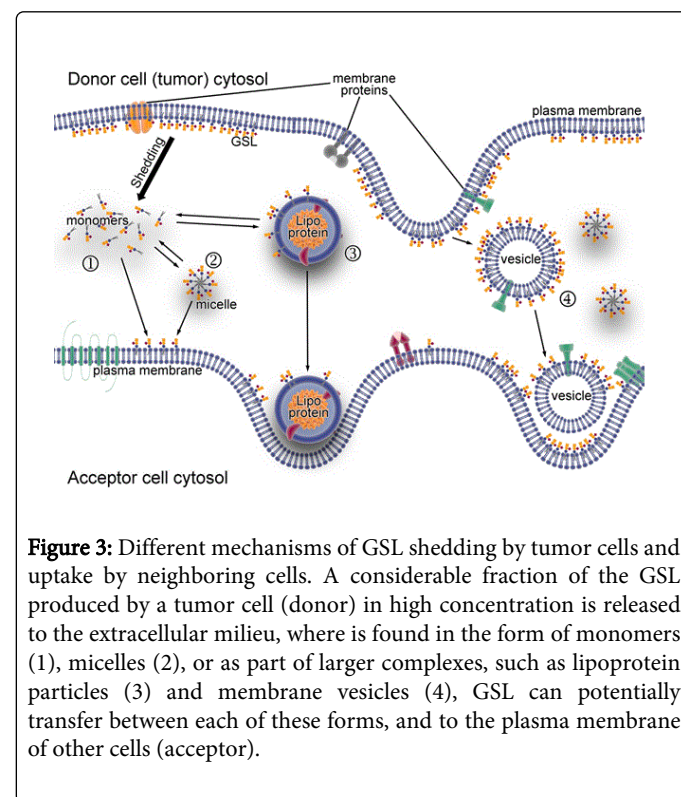 Donor cell (tumor) cytosol
membrane
proteins
plasma membrane
GSL
Shedding
monomers
①
②
micelle
Lipo
protein
③
vesicle
④
plasma membrane
Lipo
protein
vesicle
Acceptor cell cytosol
Figure 3: Different mechanisms of GSL shedding by tumor cells and
uptake by neighboring cells. A considerable fraction of the GSL
produced by a tumor cell (donor) in high concentration is released
to the extracellular milieu, where is found in the form of monomers
(1), micelles (2), or as part of larger complexes, such as lipoprotein
particles (3) and membrane vesicles (4), GSL can potentially
transfer between each of these forms, and to the plasma membrane
of other cells (acceptor).